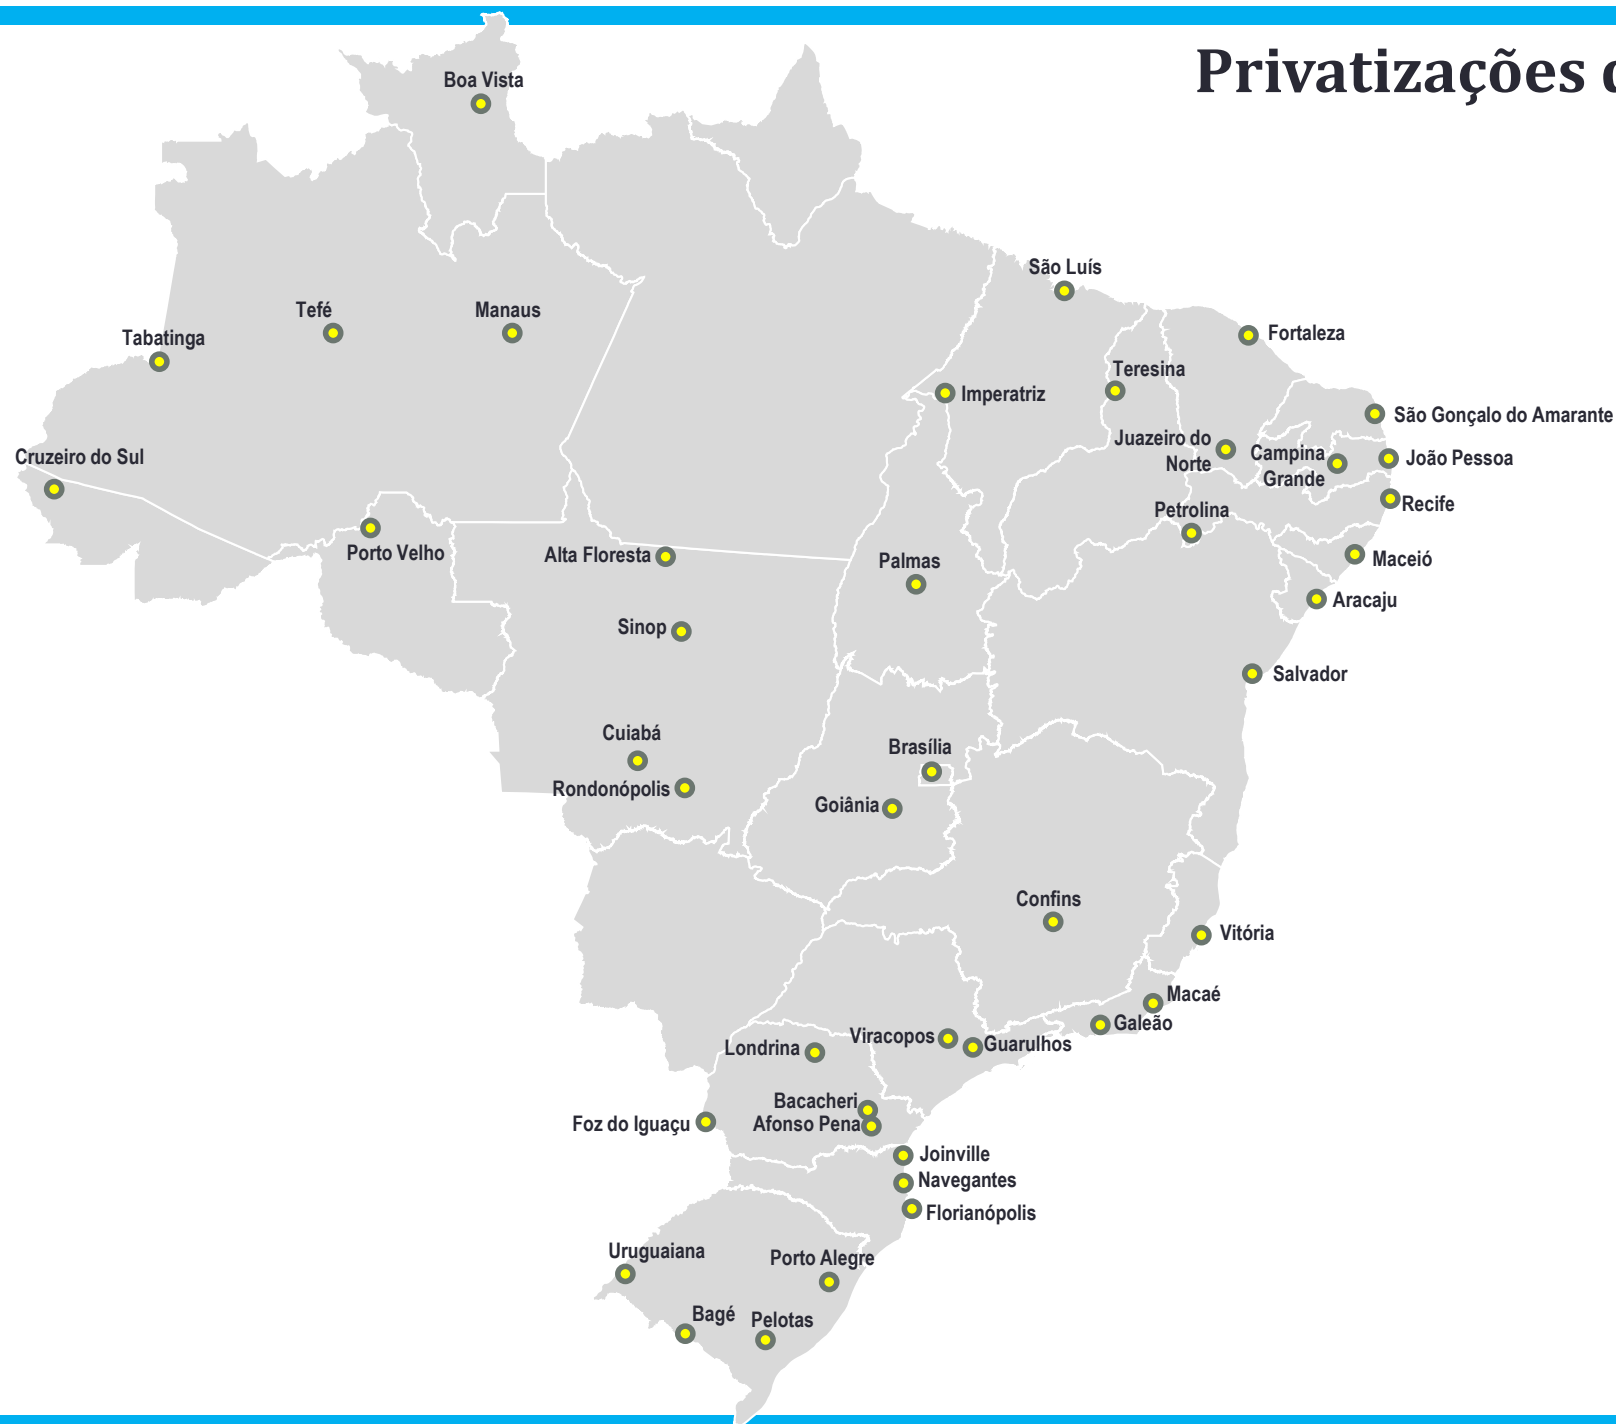 Privatizações
Boa Vista
São Luís
Tefé
Manaus
Tabatinga
Fortaleza
Teresina
Imperatriz
São Gonçalo do Amarante
Juazeiro do
Norte
Campina
Grande
João Pessoa
Cruzeiro do Sul
Recife
Petrolina
Porto Velho
Alta Floresta
Palmas
Maceió
Aracaju
Sinop
Salvador
Cuiabá
Brasília
Rondonópolis
Goiânia
Confins
Vitória
Macaé
Galeão
Viracopos
Guarulhos
Londrina
Bacacheri
Foz do Iguaçu
Afonso Pena
Joinville
Navegantes
Florianópolis
Uruguaiana
Porto Alegre
Bagé
Pelotas